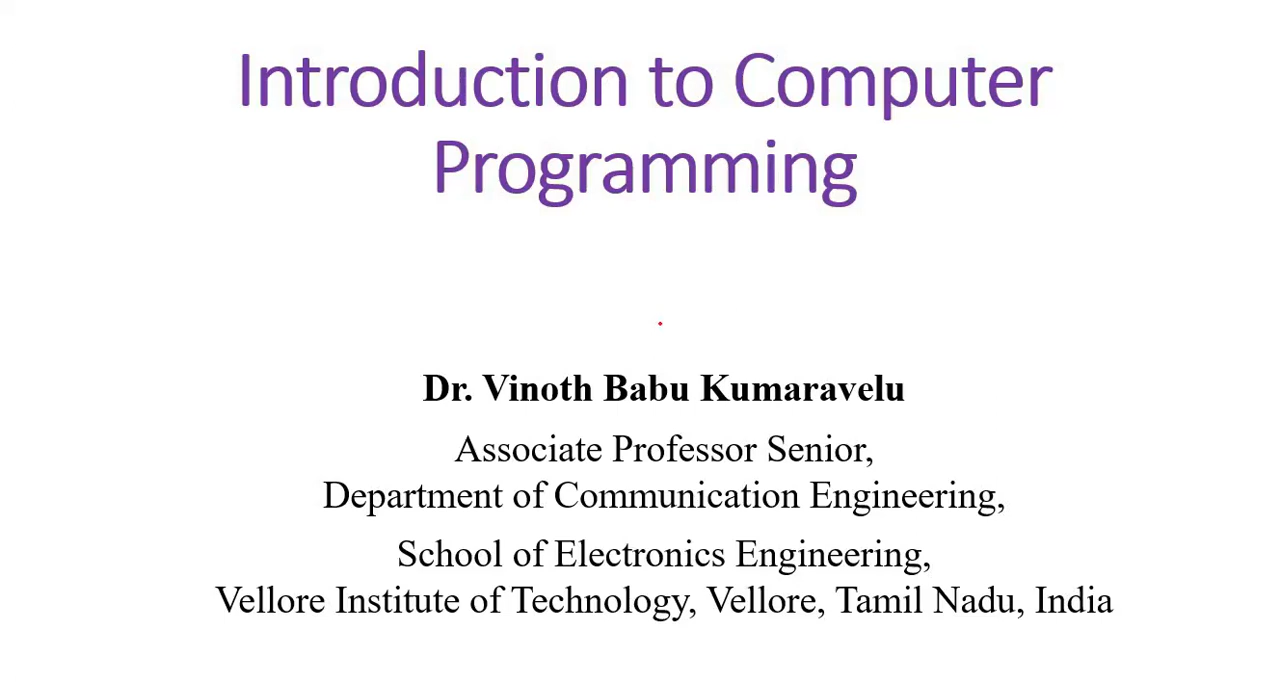 Introduction to Computer
Programming
Dr. Vinoth Babu Kumaravelu
Associate Professor Senior,
Department of Communication Engineering,
School of Electronics Engineering,
Vellore Institute of Technology, Vellore, Tamil Nadu, India